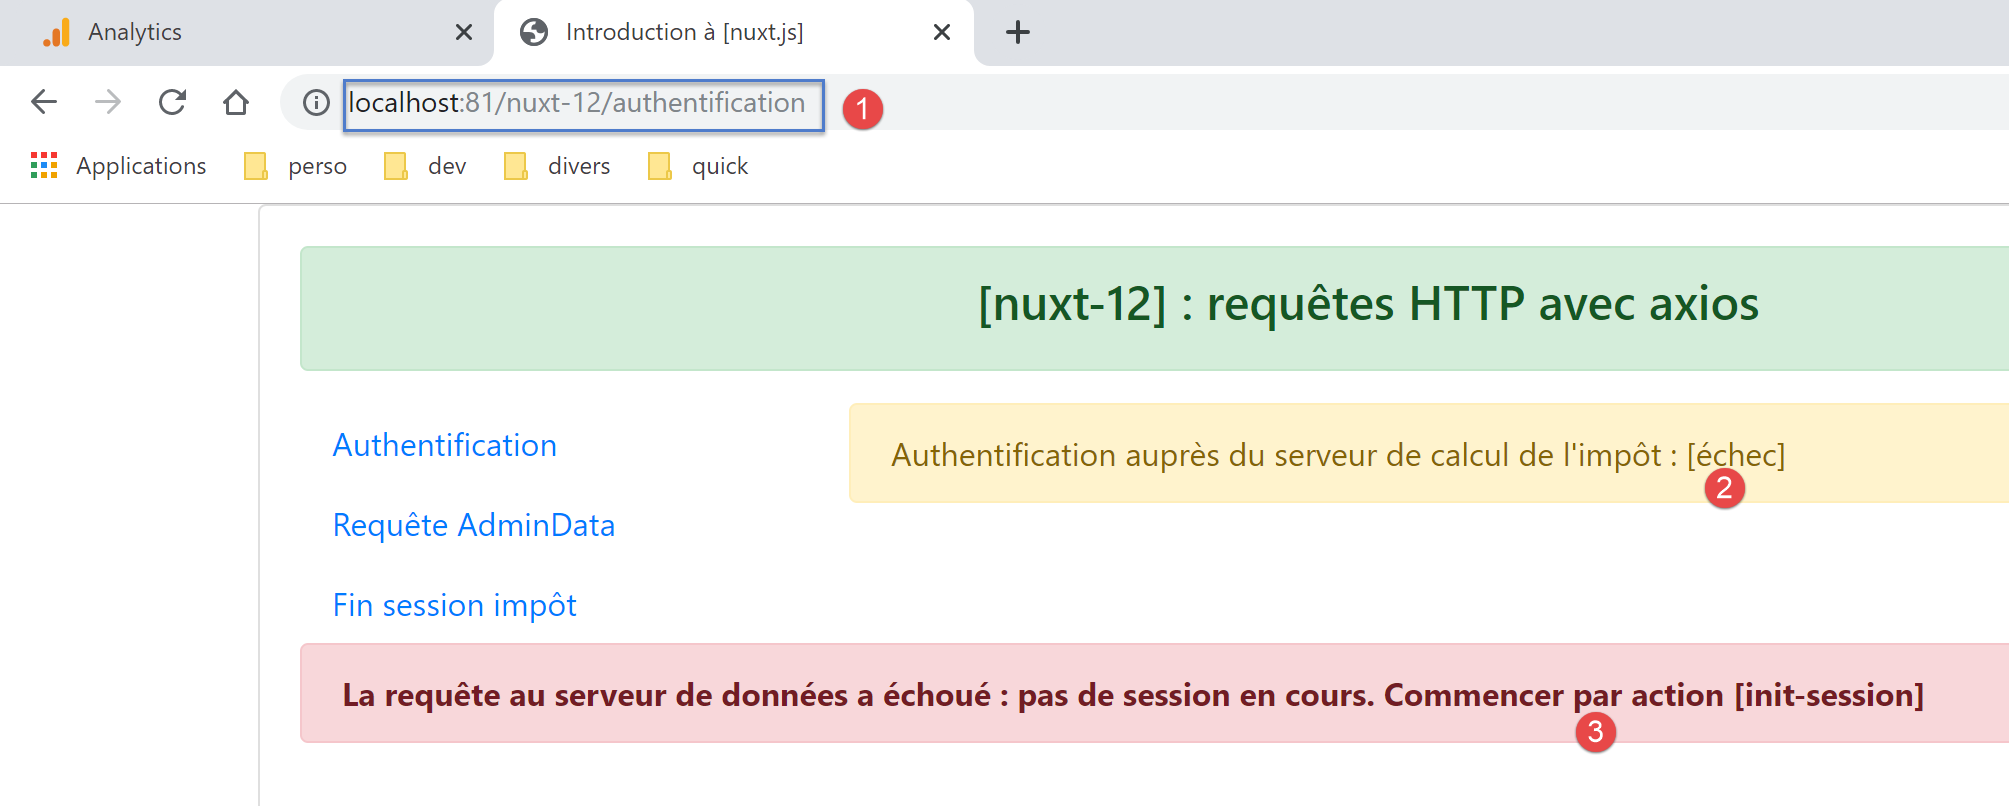 Analytics
Introduction à [nuxt.js]
localhost:81/nuxt-12/authentification
1
Applications perso dev divers quick
[nuxt-12] : requêtes HTTP avec axios
Authentification
Authentification auprès du serveur de calcul de l'impôt : [échec]
2
Requête AdminData
Fin session impôt
La requête au serveur de données a échoué : pas de session en cours. Commencer par action [init-session]
3